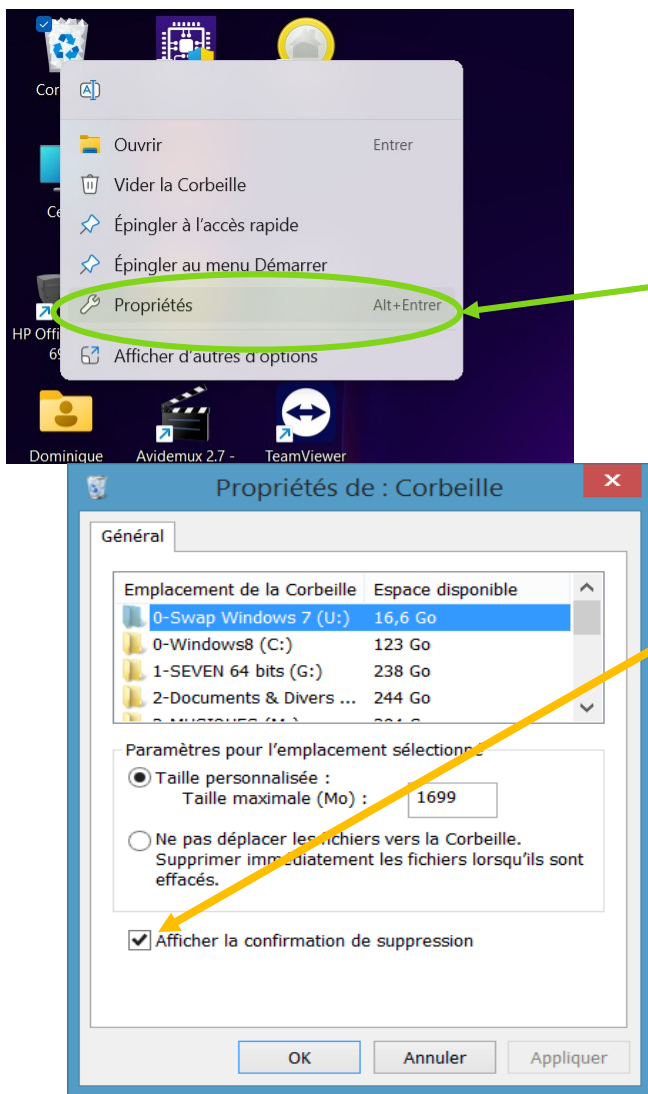 Cor
Ouvrir Entrer
Vider la Corbeille
Épingler à l'accès rapide
Ce
Épingler au menu Démarrer
Propriétés Alt+Entrer
HP Offi
69
Afficher d'autres d'options
Dominique Avidemux 2.7 - TeamViewer
Propriétés de : Corbeille
Général
Emplacement de la Corbeille Espace disponible
0-Swap Windows 7 (U:) 16,6 Go
0-Windows8 (C:) 123 Go
1-SEVEN 64 bits (G:) 238 Go
2-Documents & Divers ... 244 Go
Paramètres pour l'emplacement sélectionné
Taille personnalisée :
Taille maximale (Mo) : 1699
Ne pas déplacer les fichiers vers la Corbeille.
Supprimer immédiatement les fichiers lorsqu'ils sont
effacés.
Afficher la confirmation de suppression
OK Annuler Appliquer